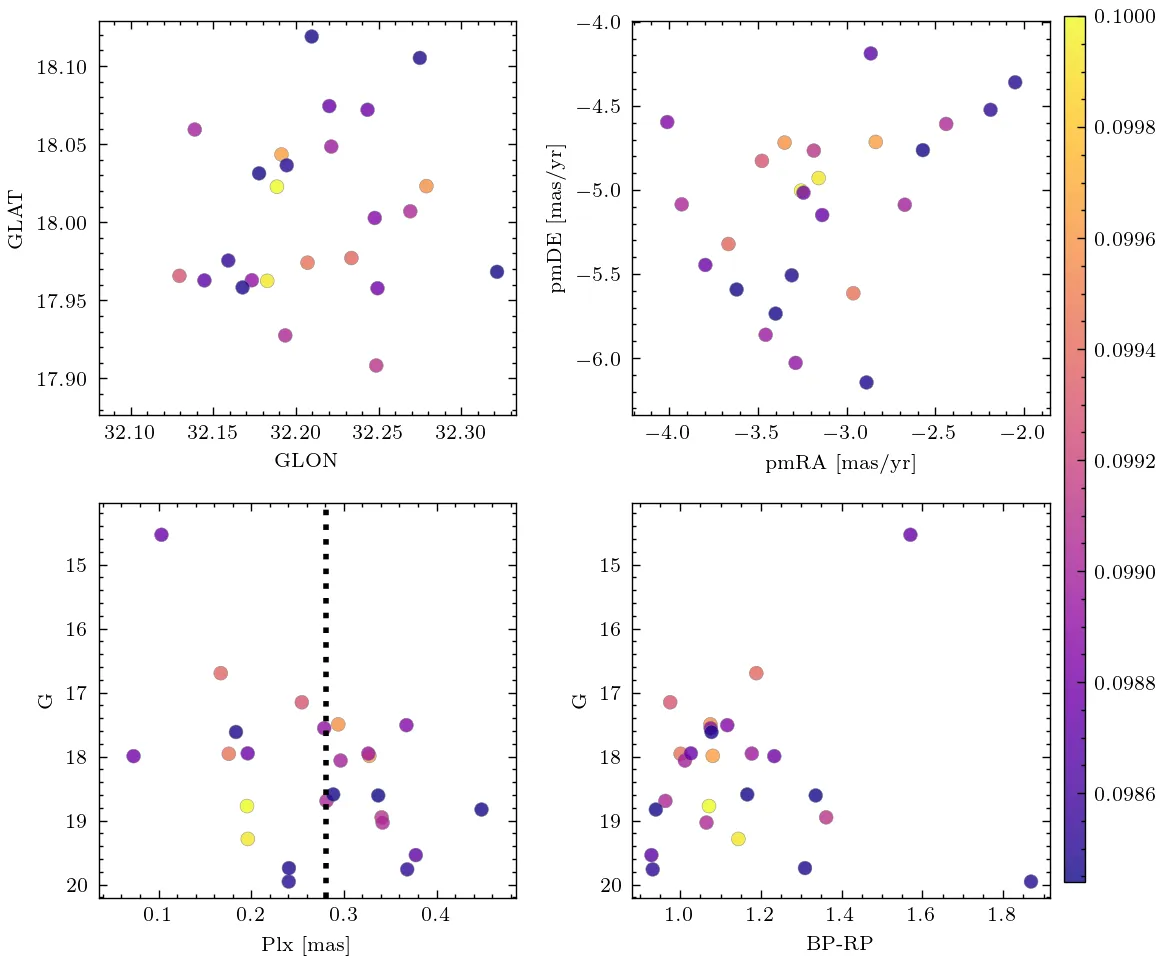 18.10
18.05
18.00
17.95
17.90
GLAT
32.10 32.15 32.20 32.25 32.30
GLON
−4.0
−4.5
−5.0
−5.5
−6.0
pmDE [mas/yr]
−4.0 −3.5 −3.0 −2.5 −2.0
pmRA [mas/yr]
0.1000
0.0998
0.0996
0.0994
0.0992
0.0990
0.0988
0.0986
15
16
17
18
19
20
G
0.1 0.2 0.3 0.4
Plx [mas]
15
16
17
18
19
20
G
1.0 1.2 1.4 1.6 1.8
BP-RP